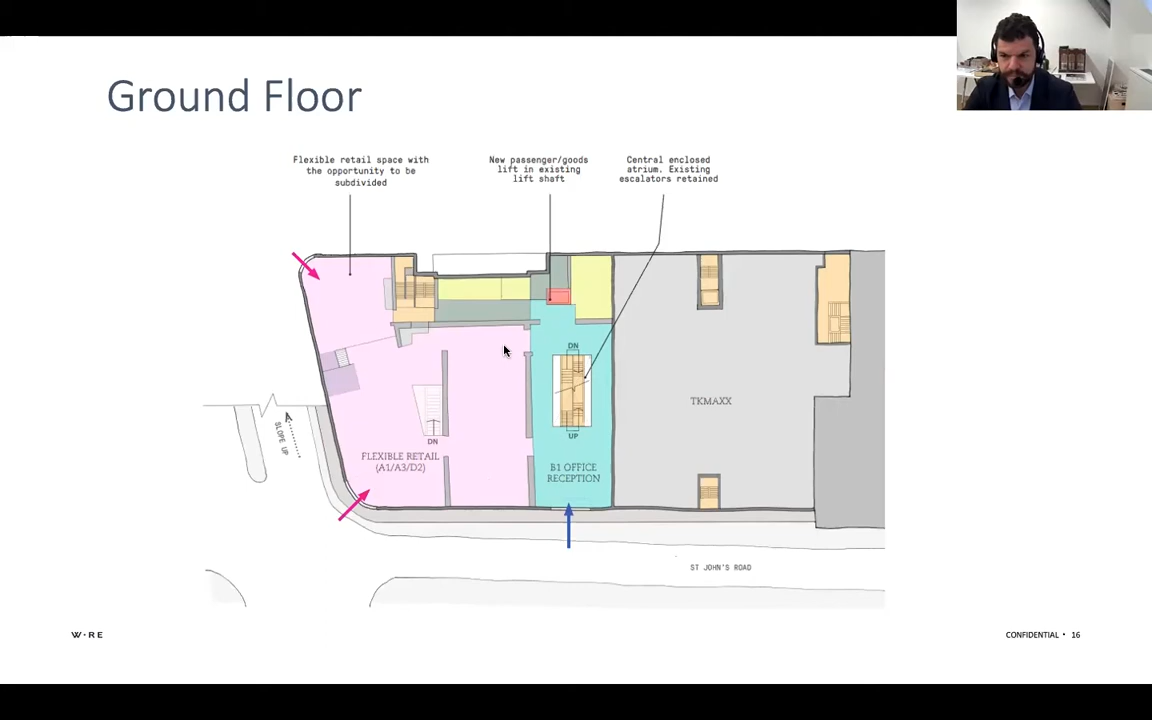 Ground Floor
Flexible retail space with
the opportunity to be
subdivided
New passenger/goods
lift in existing
lift shaft
Central enclosed
atrium. Existing
escalators retained
DN
TKMAXX
SLOPE UP
DN
UP
FLEXIBLE RETAIL
(A1/A3/D2)
B1 OFFICE
RECEPTION
ST JOHN'S ROAD
W·RE
CONFIDENTIAL • 16